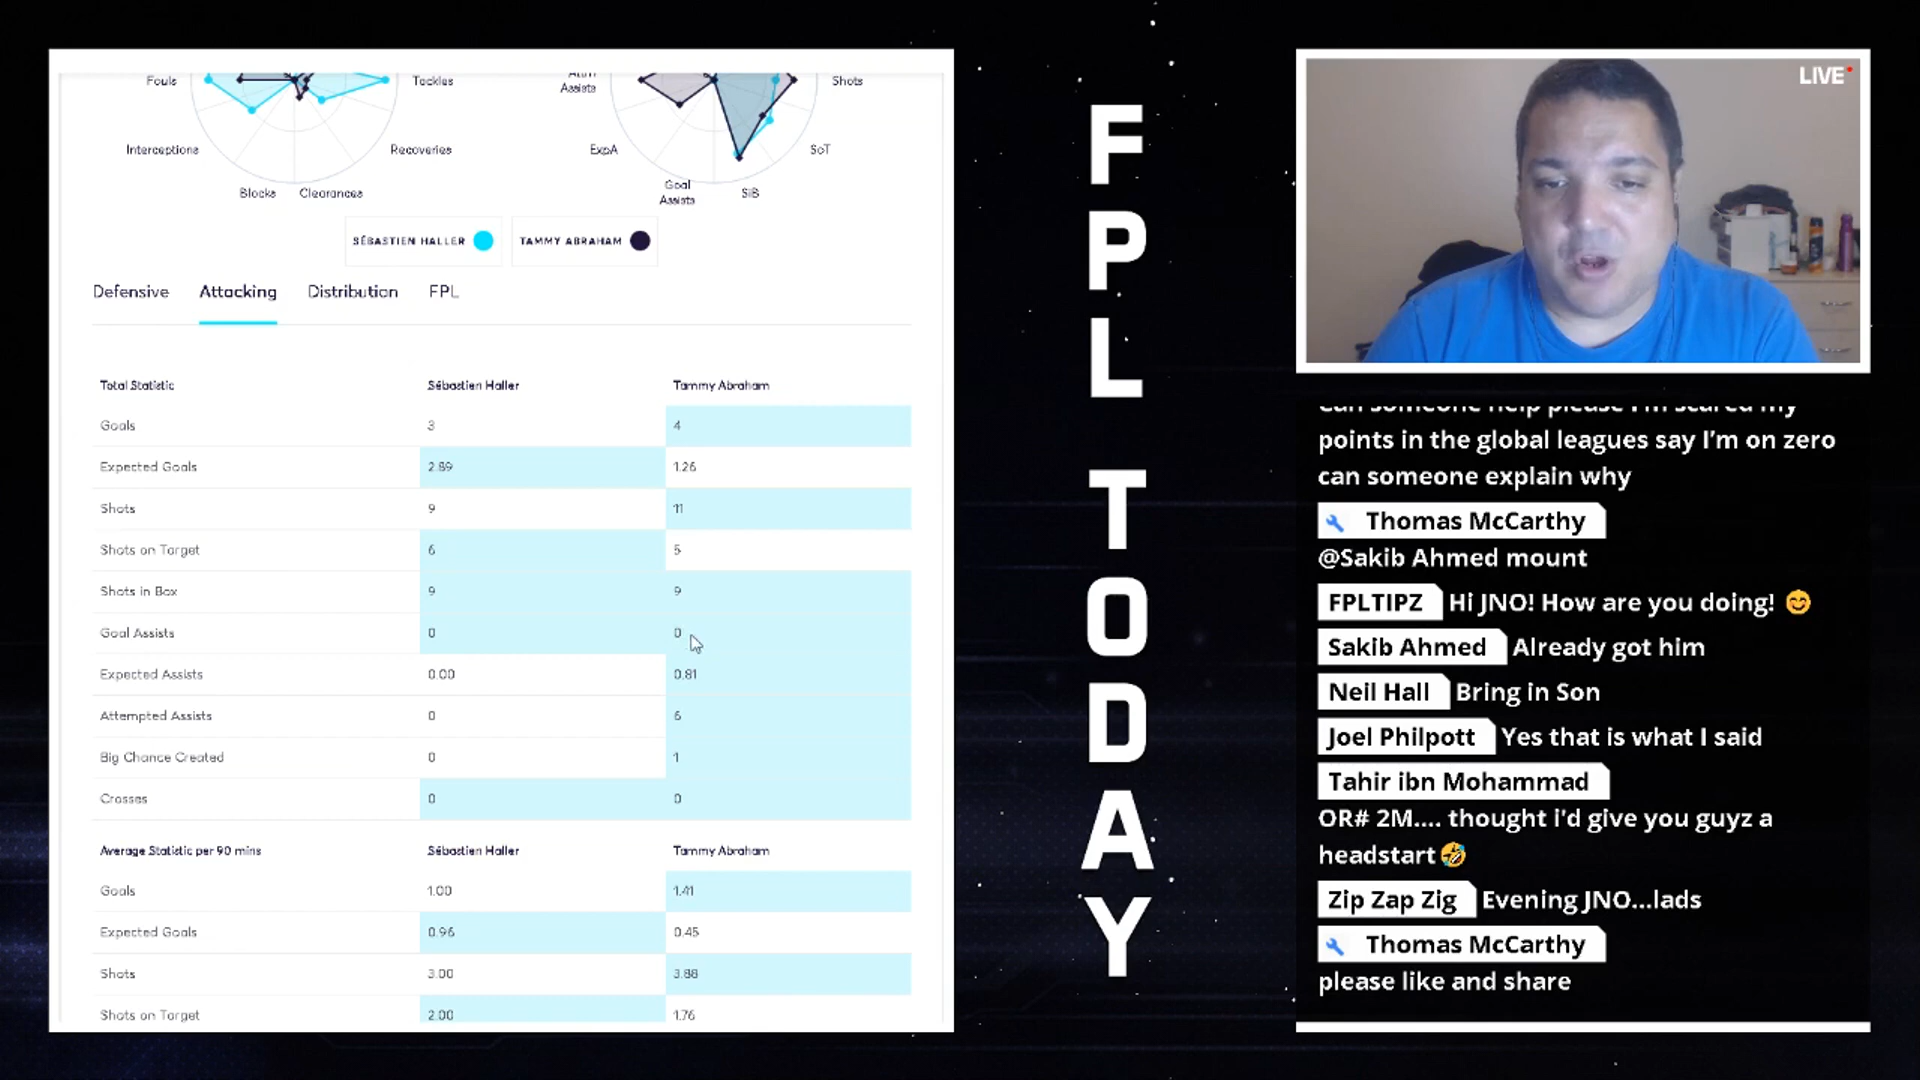 Fouls
Tackles
Interceptions
Recoveries
Blocks
Clearances
Assists
Shots
ExpA
SoT
Goal
Assists
SiB
SÉBASTIEN HALLER
TAMMY ABRAHAM
Defensive Attacking Distribution FPL
Total Statistic Sébastien Haller Tammy Abraham
Goals 3 4
Expected Goals 2.89 1.26
Shots 9 11
Shots on Target 6 5
Shots in Box 9 9
Goal Assists 0 0
Expected Assists 0.00 0.81
Attempted Assists 0 6
Big Chance Created 0 1
Crosses 0 0
Average Statistic per 90 mins Sébastien Haller Tammy Abraham
Goals 1.00 1.41
Expected Goals 0.96 0.45
Shots 3.00 3.88
Shots on Target 2.00 1.76
FPL TODAY
LIVE
Can someone help please I'm scared my
points in the global leagues say I'm on zero
can someone explain why
Thomas McCarthy
@Sakib Ahmed mount
FPLTIPZ Hi JNO! How are you doing! 😊
Sakib Ahmed Already got him
Neil Hall Bring in Son
Joel Philpott Yes that is what I said
Tahir ibn Mohammad
OR# 2M.... thought i'd give you guyz a
headstart🤣
Zip Zap Zig Evening JNO...lads
Thomas McCarthy
please like and share